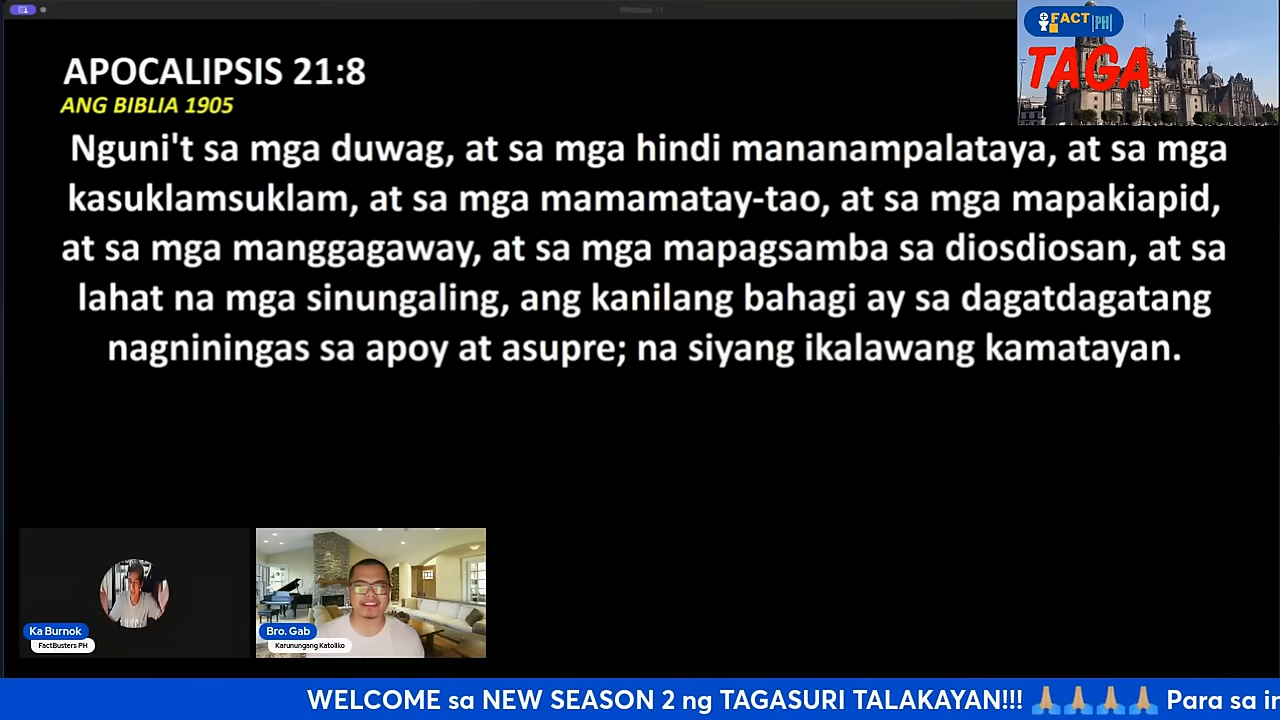 Windows 11
FACT |PH|
TAGA
APOCALIPSIS 21:8
ANG BIBLIA 1905
Nguni't sa mga duwag, at sa mga hindi mananampalataya, at sa mga
kasuklamsuklam, at sa mga mamamatay-tao, at sa mga mapakiapid,
at sa mga manggagaway, at sa mga mapagsamba sa diosdiosan, at sa
lahat na mga sinungaling, ang kanilang bahagi ay sa dagatdagatang
nagniningas sa apoy at asupre; na siyang ikalawang kamatayan.
Ka Burnok
FactBusters PH
Bro. Gab
Karunungang Katoliko
WELCOME sa NEW SEASON 2 ng TAGASURI TALAKAYAN!!! 🙏🏽🙏🏽🙏🏽🙏🏽 Para sa